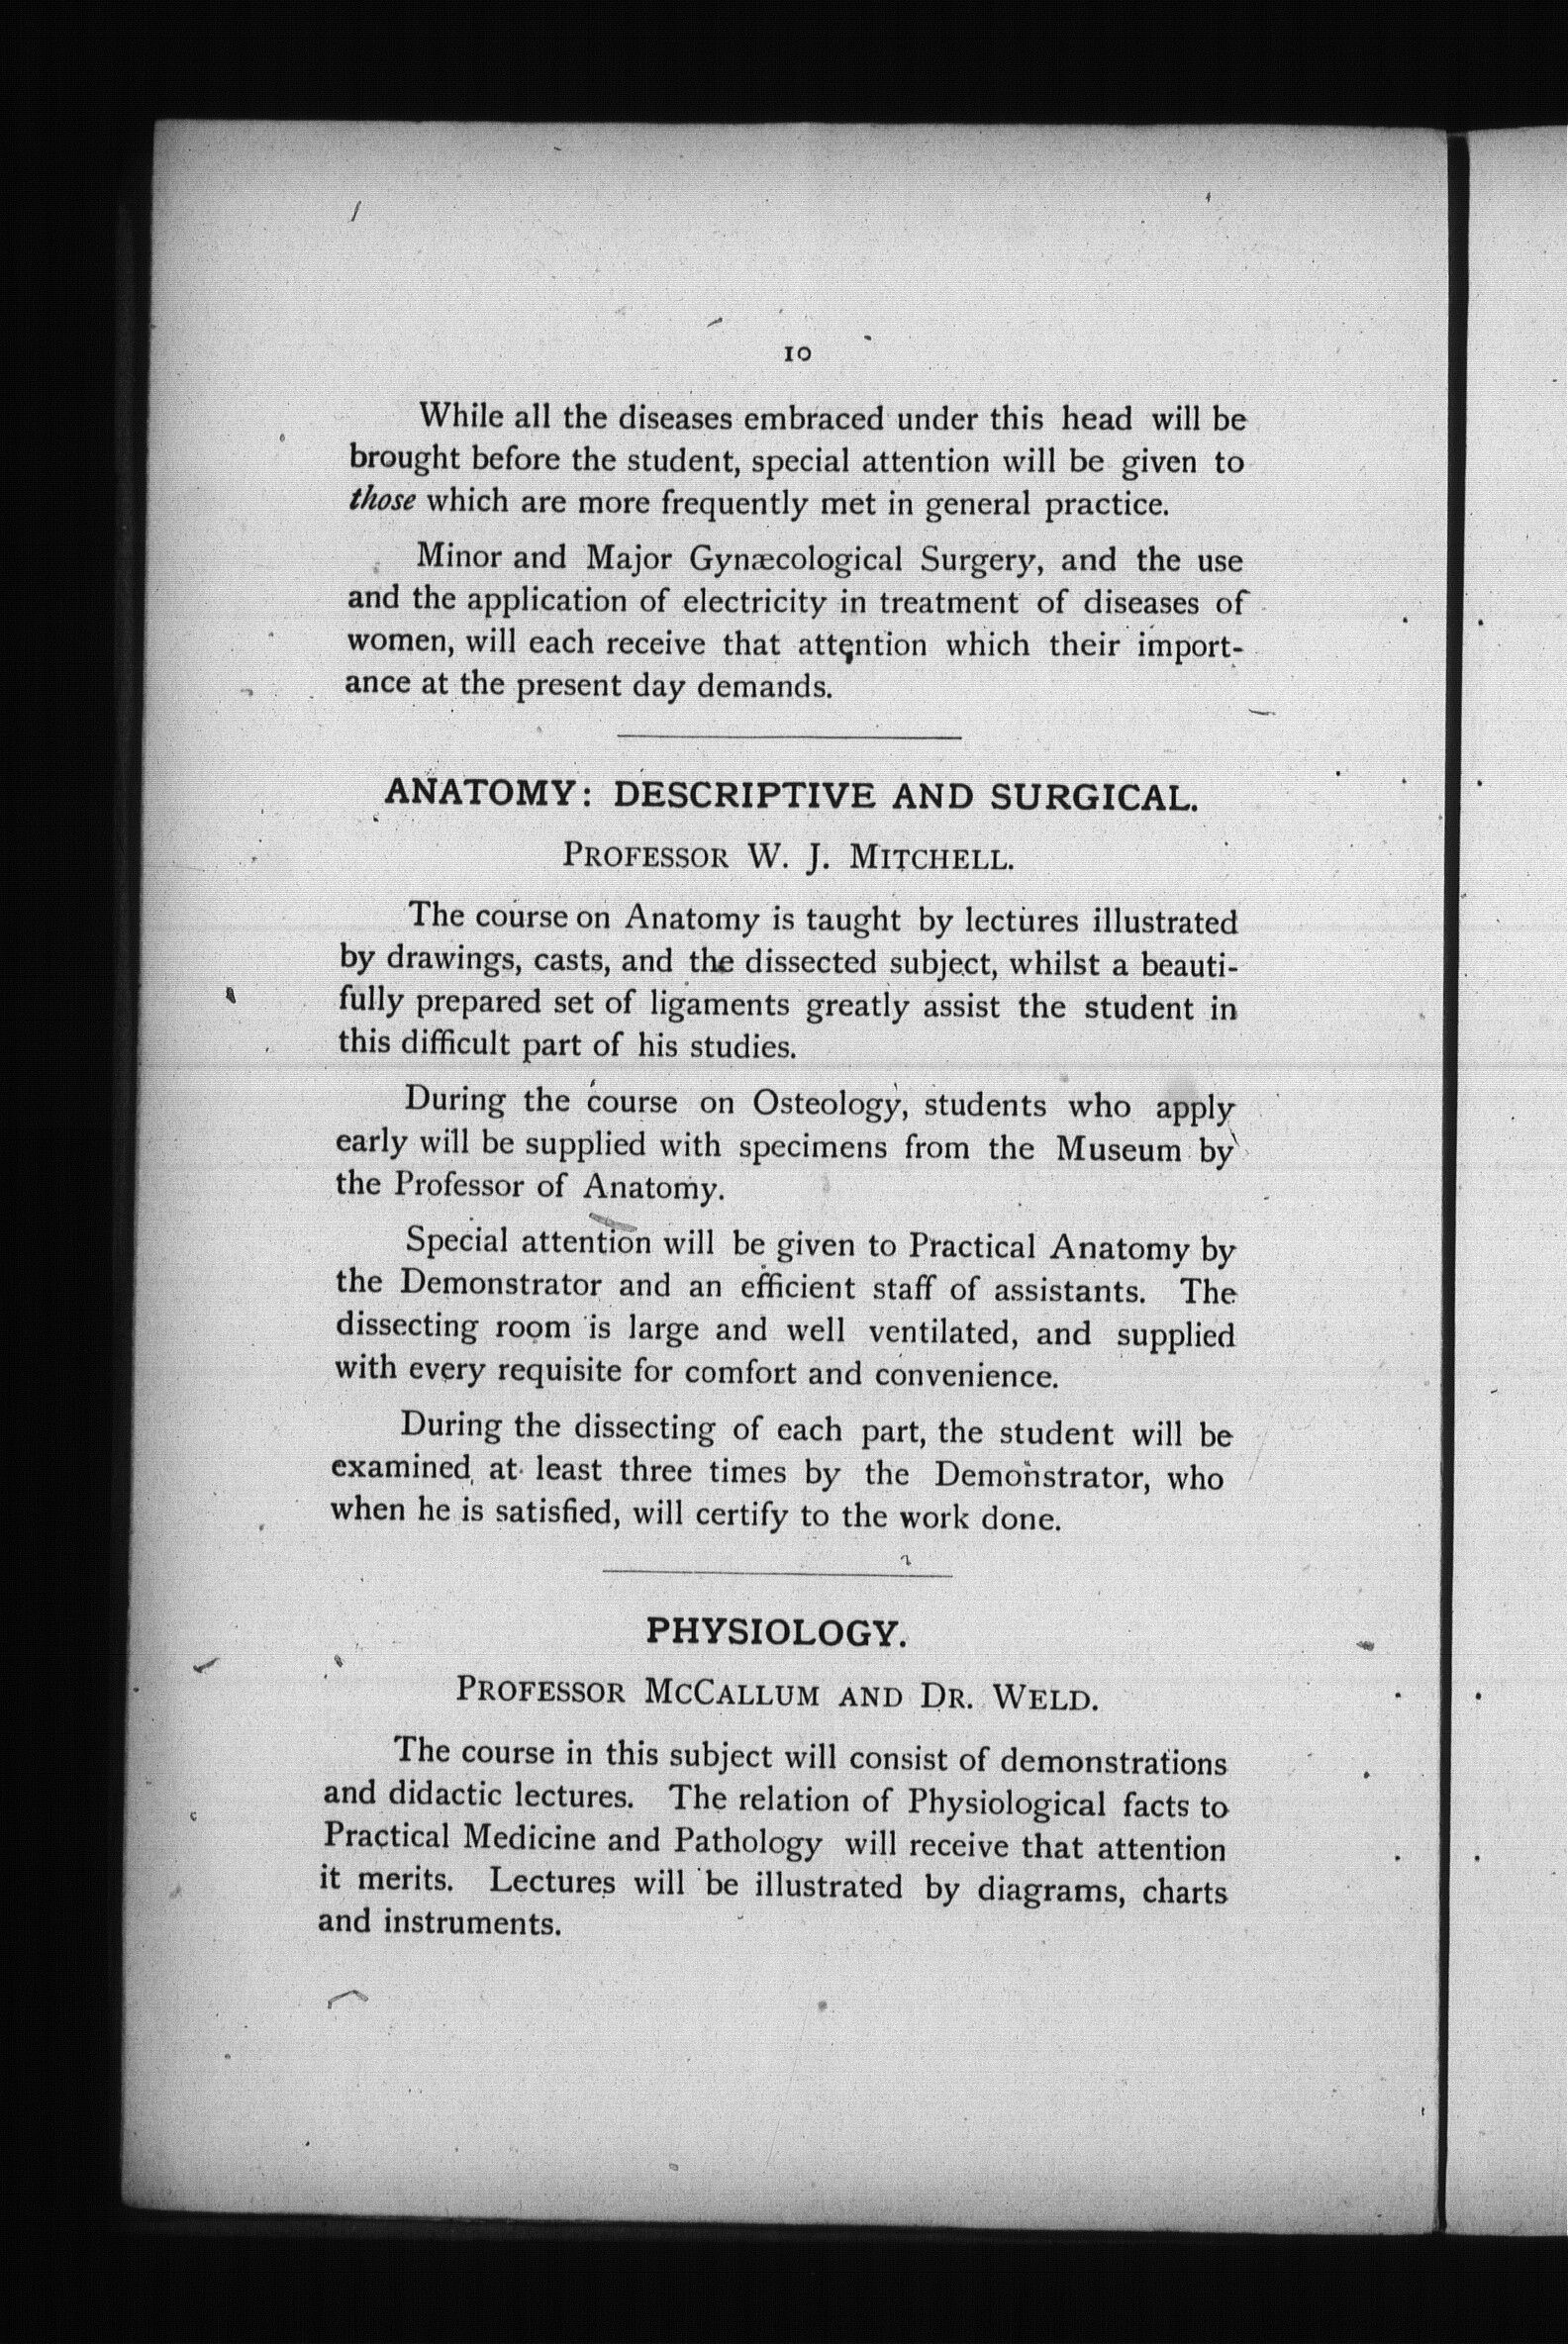 10
While all the diseases embraced under this head will be
brought before the student, special attention will be given to
those which are more frequently met in general practice.
Minor and Major Gynæcological Surgery, and the use
and the application of electricity in treatment of diseases of
women, will each receive that attention which their import-
ance at the present day demands.
ANATOMY: DESCRIPTIVE AND SURGICAL.
PROFESSOR W. J. MITCHELL.
The course on Anatomy is taught by lectures illustrated
by drawings, casts, and the dissected subject, whilst a beauti-
fully prepared set of ligaments greatly assist the student in
this difficult part of his studies.
During the course on Osteology, students who apply
early will be supplied with specimens from the Museum by
the Professor of Anatomy.
Special attention will be given to Practical Anatomy by
the Demonstrator and an efficient staff of assistants. The
dissecting room is large and well ventilated, and supplied
with every requisite for comfort and convenience.
During the dissecting of each part, the student will be
examined at least three times by the Demonstrator, who
when he is satisfied, will certify to the work done.
PHYSIOLOGY.
PROFESSOR MCCALLUM AND DR. WELD.
The course in this subject will consist of demonstrations
and didactic lectures. The relation of Physiological facts to
Practical Medicine and Pathology will receive that attention
it merits. Lectures will be illustrated by diagrams, charts
and instruments.